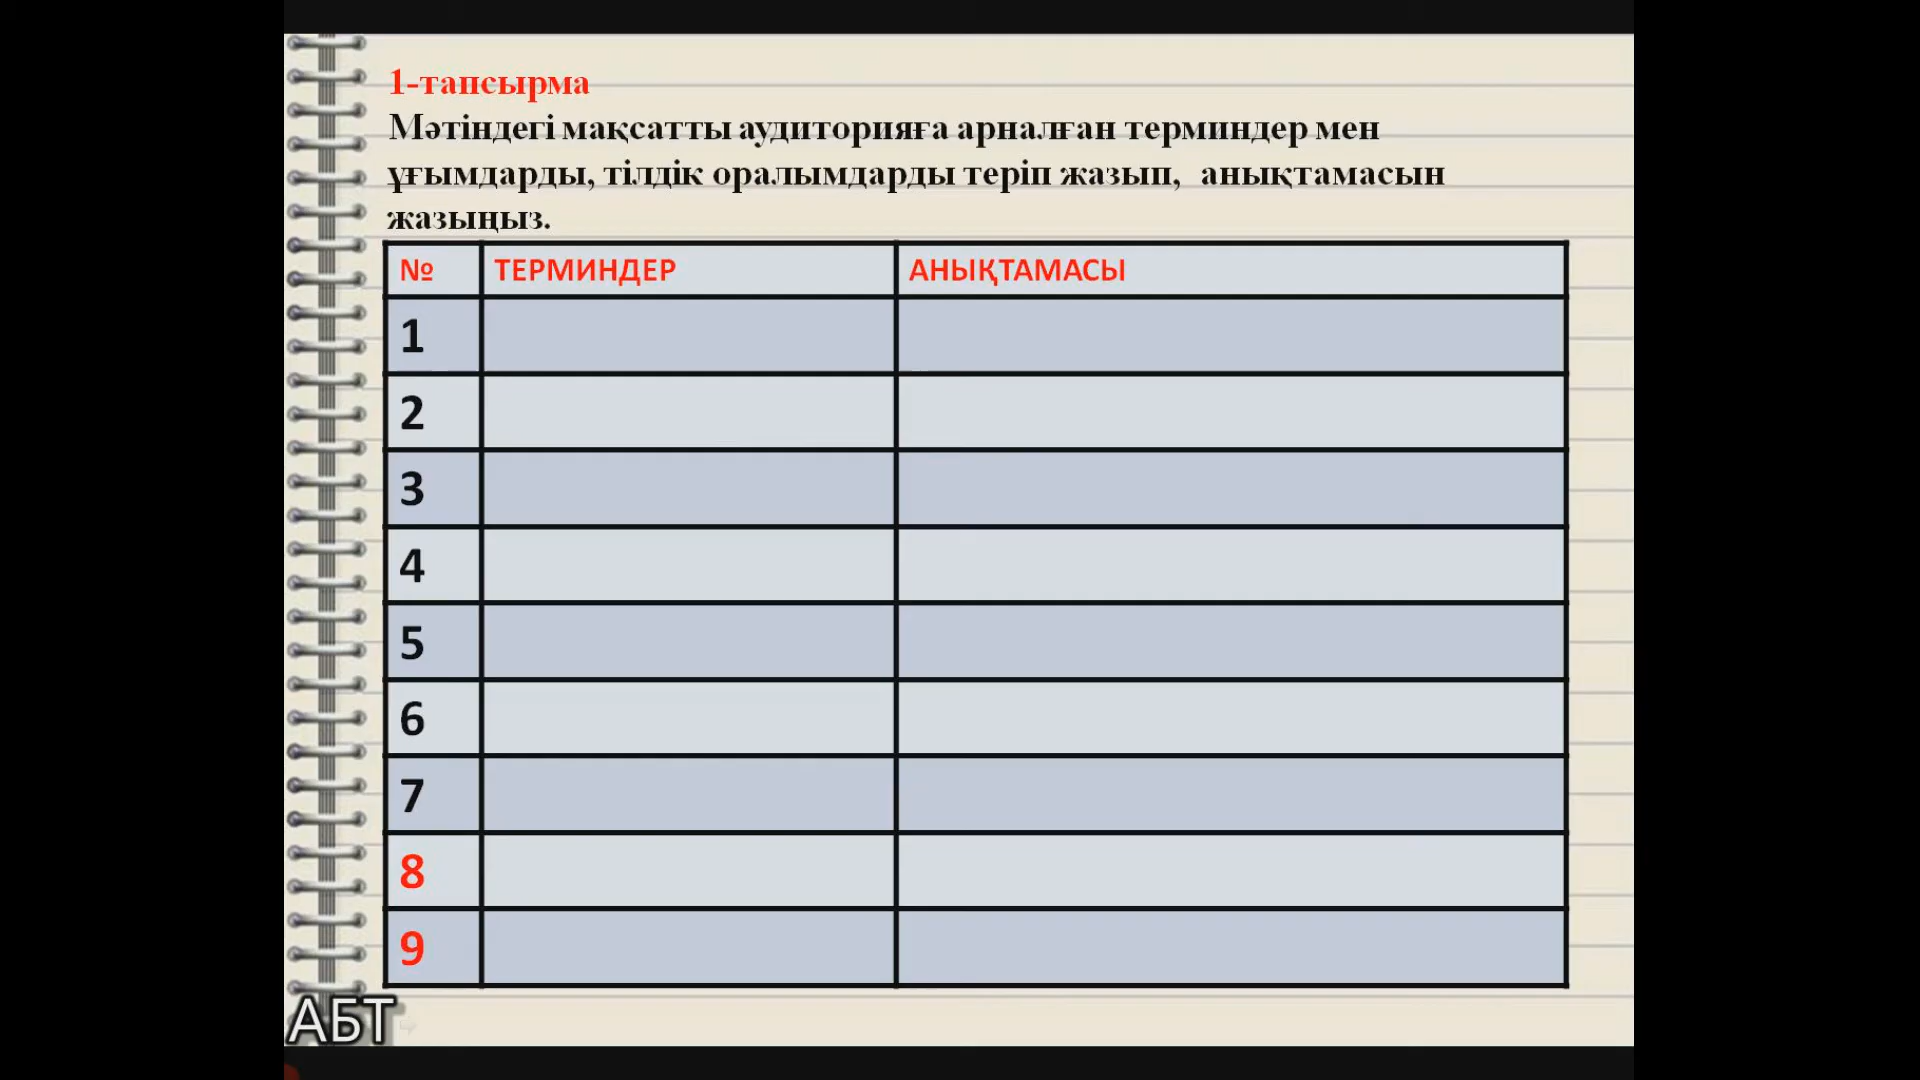 1-тапсырма
Мәтіндегі мақсатты аудиторияға арналған терминдер мен
ұғымдарды, тілдік оралымдарды теріп жазып, анықтамасын
жазыңыз.
№ ТЕРМИНДЕР АНЫҚТАМАСЫ
1
2
3
4
5
6
7
8
9
АБТ